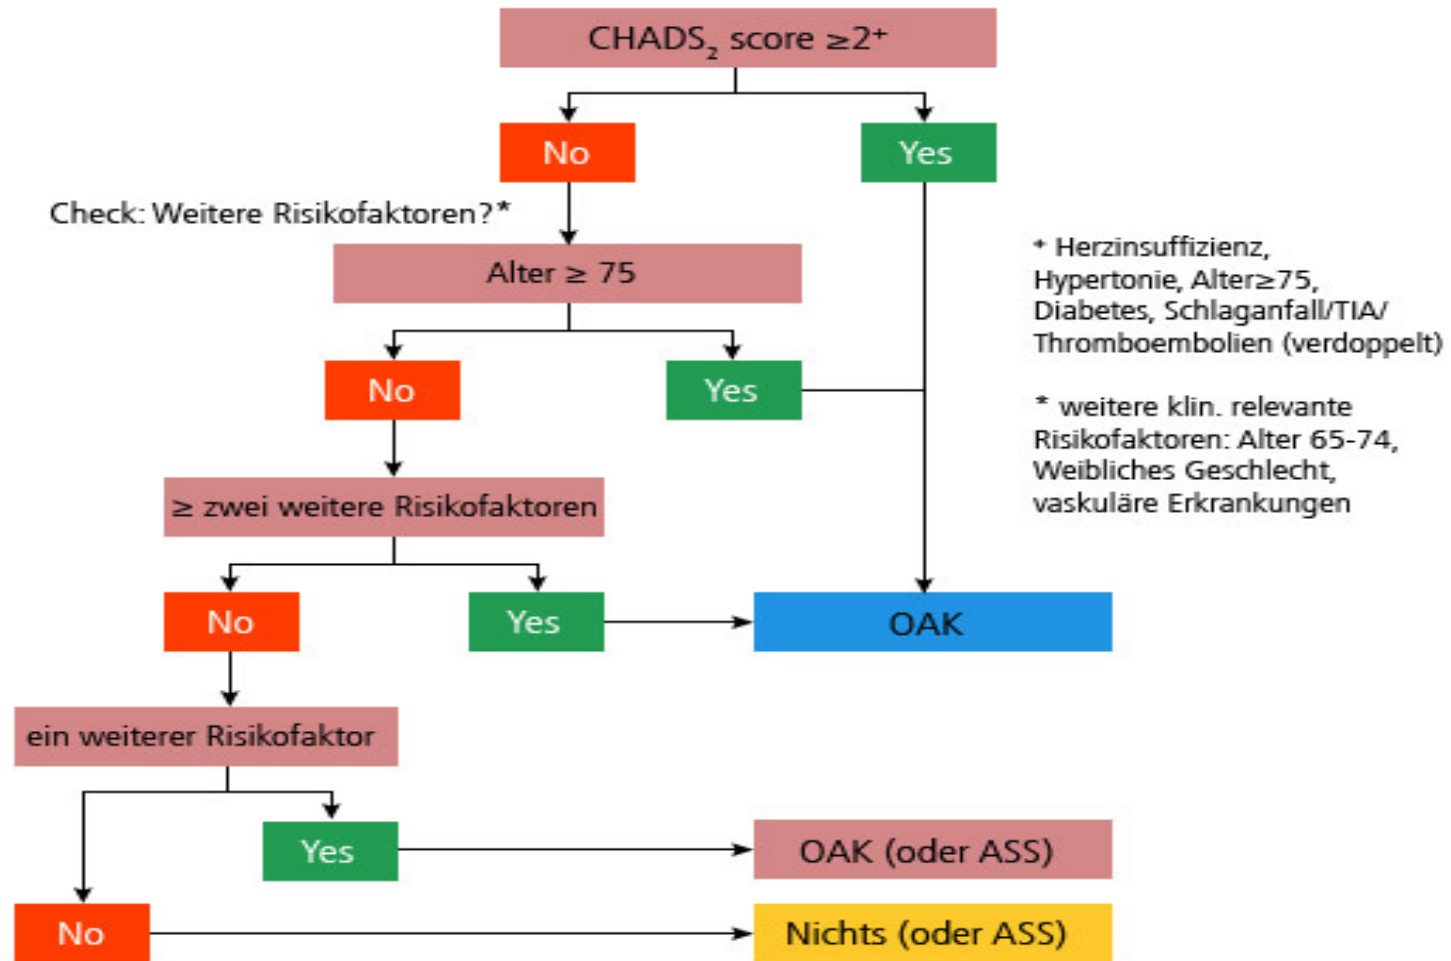 CHADS₂ score ≥2⁺
No
Yes
Check: Weitere Risikofaktoren?*
Alter ≥ 75
No
Yes
⁺ Herzinsuffizienz,
Hypertonie, Alter≥75,
Diabetes, Schlaganfall/TIA/
Thromboembolien (verdoppelt)
* weitere klin. relevante
Risikofaktoren: Alter 65-74,
Weibliches Geschlecht,
vaskuläre Erkrankungen
≥ zwei weitere Risikofaktoren
No
Yes
OAK
ein weiterer Risikofaktor
Yes
OAK (oder ASS)
No
Nichts (oder ASS)